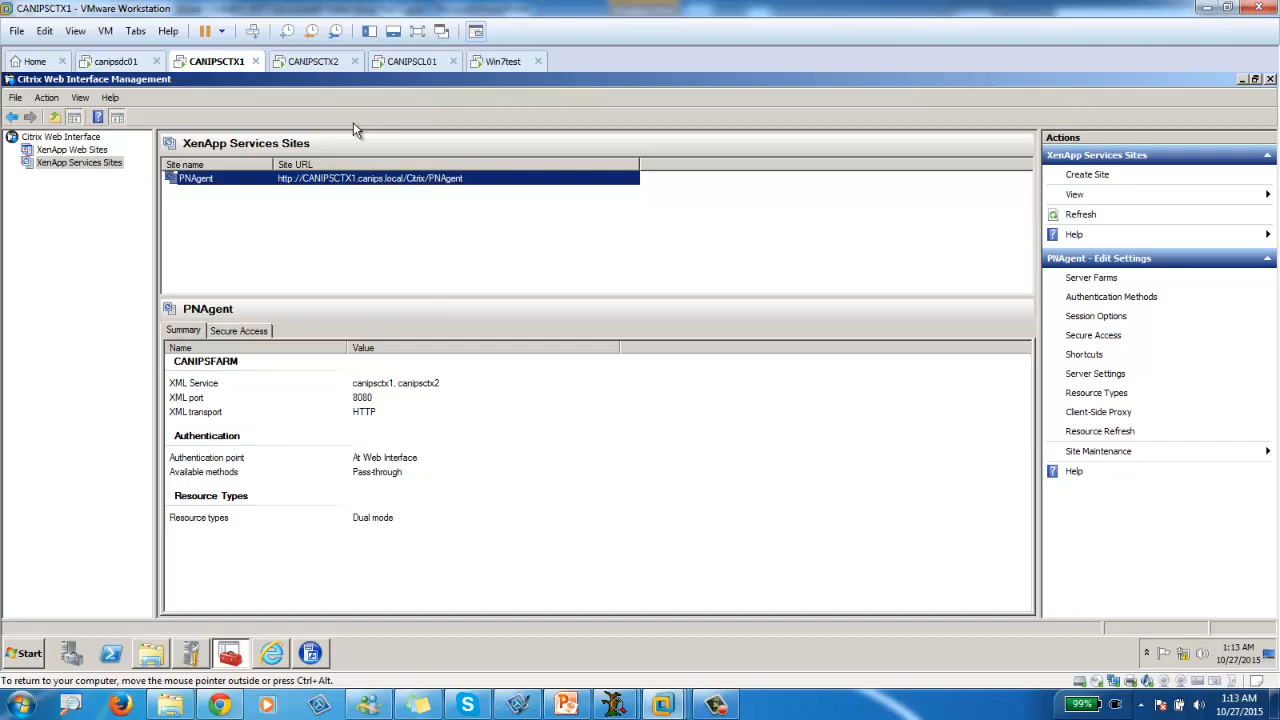 CANIPSCTX1 - VMware Workstation
File Edit View VM Tabs Help
Home canipsdc01 CANIPSCTX1 CANIPSCTX2 CANIPSCL01 Win7test
Citrix Web Interface Management
File Action View Help
Citrix Web Interface
XenApp Web Sites
XenApp Services Sites
XenApp Services Sites
Site name Site URL
PNAgent http://CANIPSCTX1.canips.local/Citrix/PNAgent
PNAgent
Summary Secure Access
Name Value
CANIPSFARM
XML Service canipsctx1, canipsctx2
XML port 8080
XML transport HTTP
Authentication
Authentication point At Web Interface
Available methods Pass-through
Resource Types
Resource types Dual mode
Actions
XenApp Services Sites
Create Site
View
Refresh
Help
PNAgent - Edit Settings
Server Farms
Authentication Methods
Session Options
Secure Access
Shortcuts
Server Settings
Resource Types
Client-Side Proxy
Resource Refresh
Site Maintenance
Help
Start
1:13 AM
10/27/2015
To return to your computer, move the mouse pointer outside or press Ctrl+Alt.
99%
1:13 AM
10/27/2015